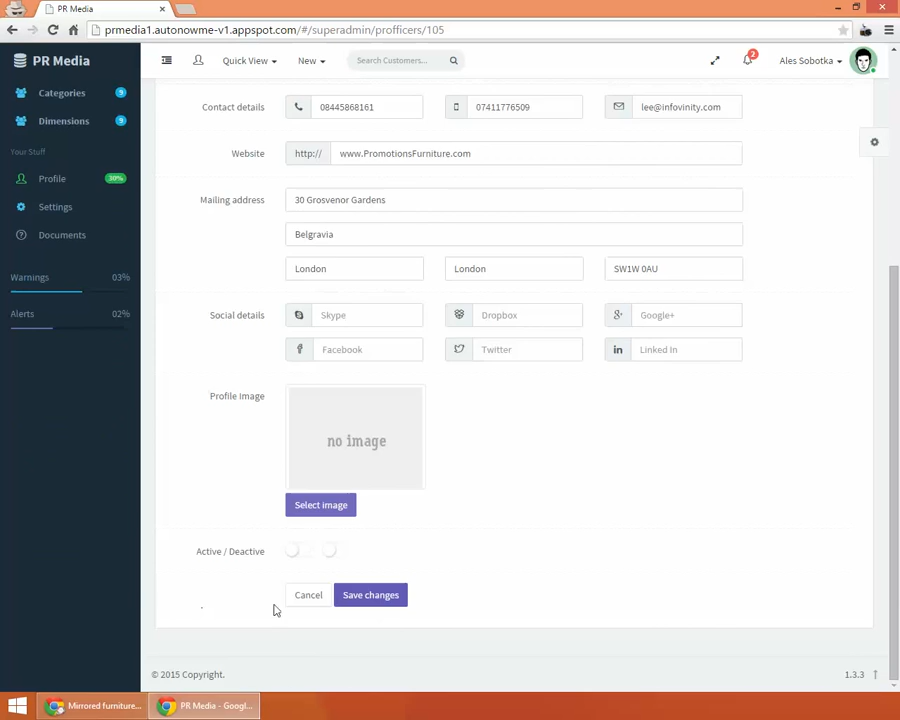 PR Media
prmedia1.autonowme-v1.appspot.com/#/superadmin/profficers/105
PR Media
Quick View
New
Search Customers...
2
Ales Sobotka
Categories
9
Dimensions
9
Your Stuff
Profile
30%
Settings
Documents
Warnings
03%
Alerts
02%
Contact details
08445868161
07411776509
lee@infovinity.com
Website
http://
www.PromotionsFurniture.com
Mailing address
30 Grosvenor Gardens
Belgravia
London
London
SW1W 0AU
Social details
Skype
Dropbox
Google+
Facebook
Twitter
Linked In
Profile Image
no image
Select image
Active / Deactive
Cancel
Save changes
© 2015 Copyright.
1.3.3
Mirrored furniture...
PR Media - Googl...